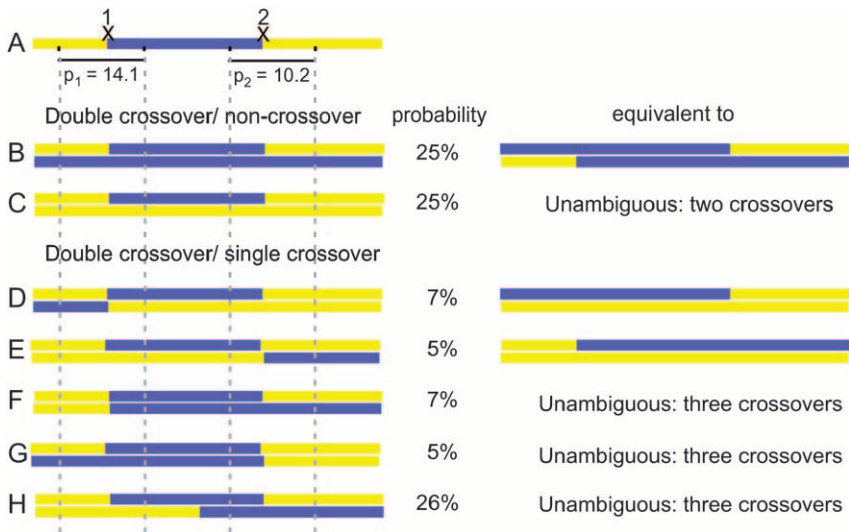 1 2
X X
A
p1 = 14.1 p2 = 10.2
Double crossover/ non-crossover probability equivalent to
B 25%
C 25% Unambiguous: two crossovers
Double crossover/ single crossover
D 7%
E 5%
F 7% Unambiguous: three crossovers
G 5% Unambiguous: three crossovers
H 26% Unambiguous: three crossovers